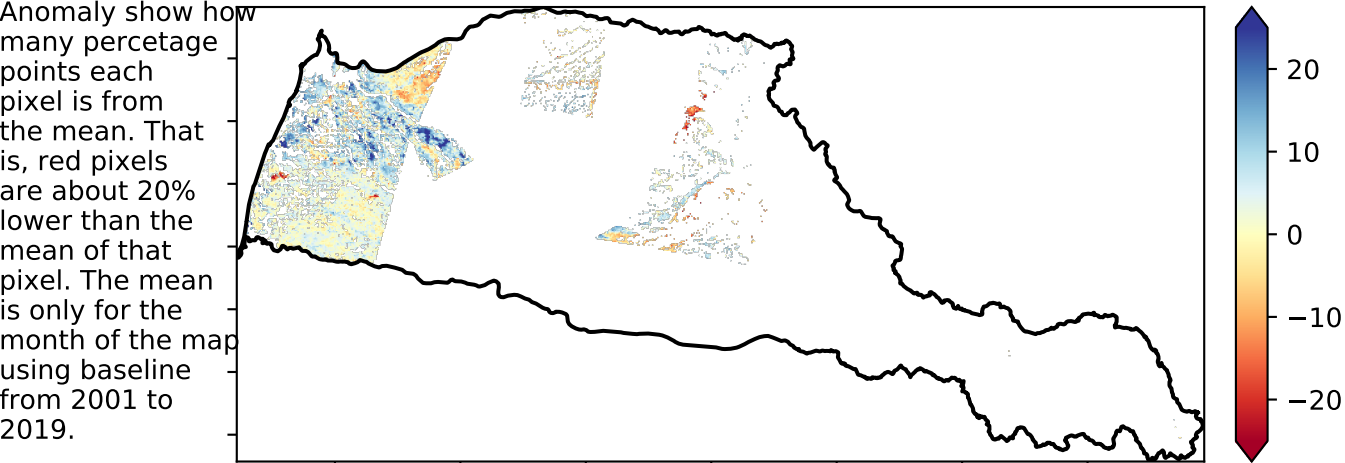 Anomaly show how
many percetage
points each
pixel is from
the mean. That
is, red pixels
are about 20%
lower than the
mean of that
pixel. The mean
is only for the
month of the map
using baseline
from 2001 to
2019.
20
10
0
−10
−20